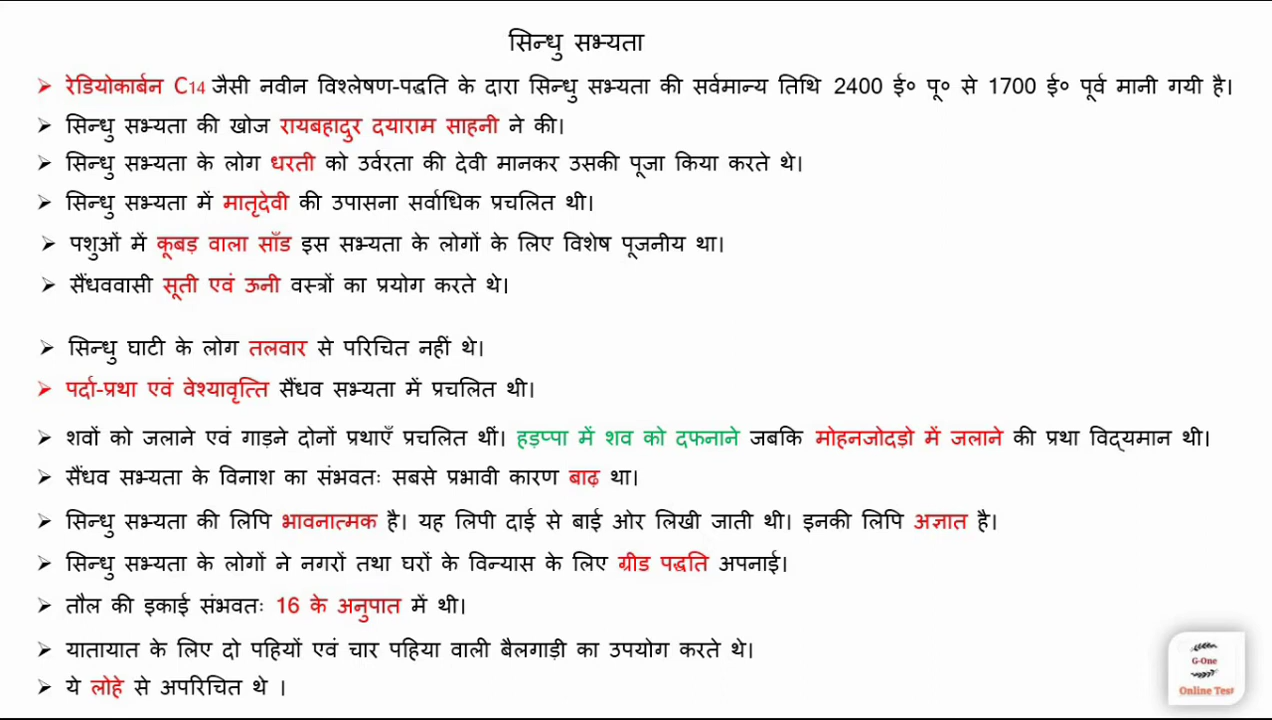 सिन्धु सभ्यता
➢ रेडियोकार्बन C14 जैसी नवीन विश्लेषण-पद्धति के दारा सिन्धु सभ्यता की सर्वमान्य तिथि 2400 ई० पू० से 1700 ई० पूर्व मानी गयी है।
➢ सिन्धु सभ्यता की खोज रायबहादुर दयाराम साहनी ने की।
➢ सिन्धु सभ्यता के लोग धरती को उर्वरता की देवी मानकर उसकी पूजा किया करते थे।
➢ सिन्धु सभ्यता में मातृदेवी की उपासना सर्वाधिक प्रचलित थी।
➢ पशुओं में कूबड़ वाला साँड इस सभ्यता के लोगों के लिए विशेष पूजनीय था।
➢ सैंधववासी सूती एवं ऊनी वस्त्रों का प्रयोग करते थे।
➢ सिन्धु घाटी के लोग तलवार से परिचित नहीं थे।
➢ पर्दा-प्रथा एवं वेश्यावृत्ति सैंधव सभ्यता में प्रचलित थी।
➢ शवों को जलाने एवं गाड़ने दोनों प्रथाएँ प्रचलित थीं। हड़प्पा में शव को दफनाने जबकि मोहनजोदड़ो में जलाने की प्रथा विद्यमान थी।
➢ सैंधव सभ्यता के विनाश का संभवतः सबसे प्रभावी कारण बाढ़ था।
➢ सिन्धु सभ्यता की लिपि भावनात्मक है। यह लिपी दाई से बाई ओर लिखी जाती थी। इनकी लिपि अज्ञात है।
➢ सिन्धु सभ्यता के लोगों ने नगरों तथा घरों के विन्यास के लिए ग्रीड पद्धति अपनाई।
➢ तौल की इकाई संभवतः 16 के अनुपात में थी।
➢ यातायात के लिए दो पहियों एवं चार पहिया वाली बैलगाड़ी का उपयोग करते थे।
➢ ये लोहे से अपरिचित थे ।
G-One
Online Test